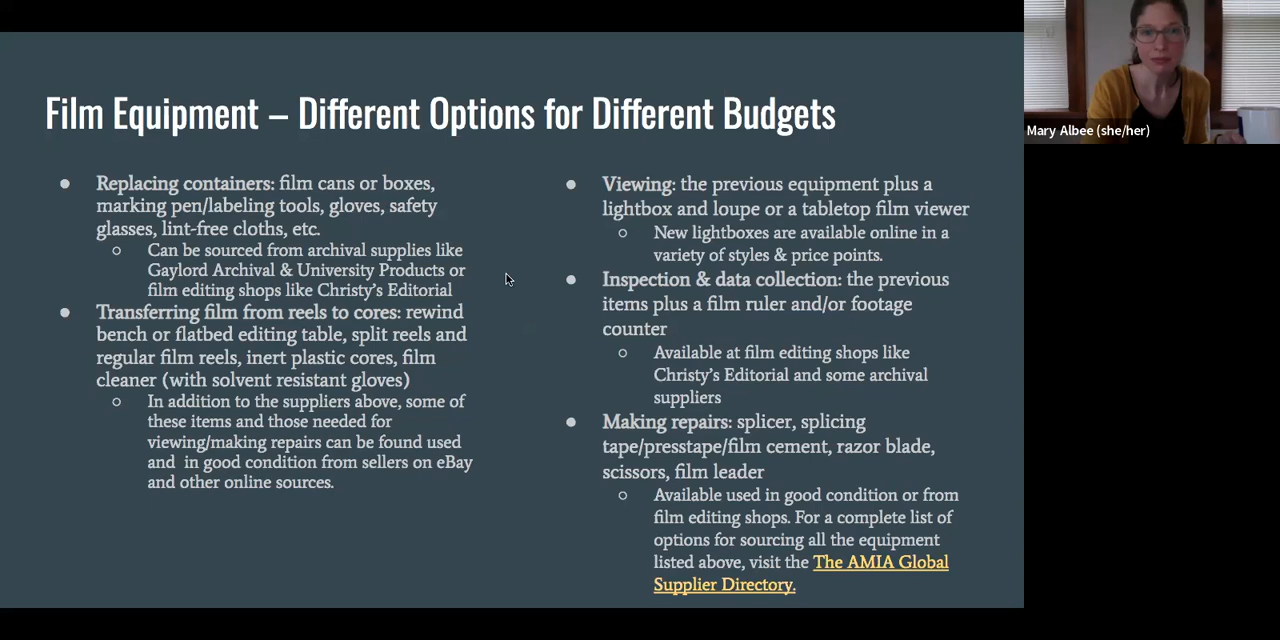 Film Equipment – Different Options for Different Budgets
Replacing containers: film cans or boxes,
marking pen/labeling tools, gloves, safety
glasses, lint-free cloths, etc.
Can be sourced from archival supplies like
Gaylord Archival & University Products or
film editing shops like Christy's Editorial
Transferring film from reels to cores: rewind
bench or flatbed editing table, split reels and
regular film reels, inert plastic cores, film
cleaner (with solvent resistant gloves)
In addition to the suppliers above, some of
these items and those needed for
viewing/making repairs can be found used
and in good condition from sellers on eBay
and other online sources.
Viewing: the previous equipment plus a
lightbox and loupe or a tabletop film viewer
New lightboxes are available online in a
variety of styles & price points.
Inspection & data collection: the previous
items plus a film ruler and/or footage
counter
Available at film editing shops like
Christy's Editorial and some archival
suppliers
Making repairs: splicer, splicing
tape/presstape/film cement, razor blade,
scissors, film leader
Available used in good condition or from
film editing shops. For a complete list of
options for sourcing all the equipment
listed above, visit the The AMIA Global
Supplier Directory.
Mary Albee (she/her)